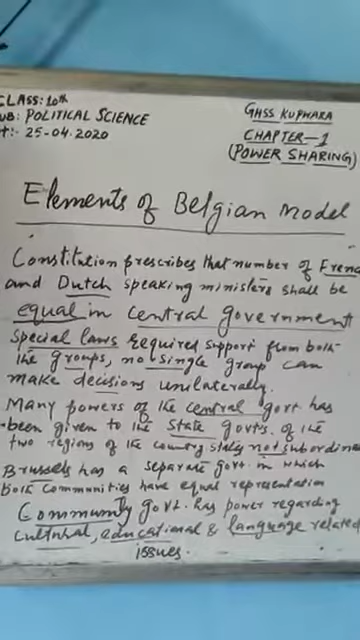 CLASS: 10th
SUB: POLITICAL SCIENCE
25-04.2020
GHSS KUPWARA
CHAPTER-1
(POWER SHARING)
Elements of Belgian Model
Constitution prescribes that number of Frenc
and Dutch speaking ministers shall be
equal in central government
Special laws required support from both
the groups, no single group can
make decisions unilaterally.
Many powers of the central govt has
been given to the State govts. of the
two regions of the country. States not subordina
Brussels has a separate govt. in which
both communities have equal representation
Community govt. has power regarding
cultural, educational & language related
issues.